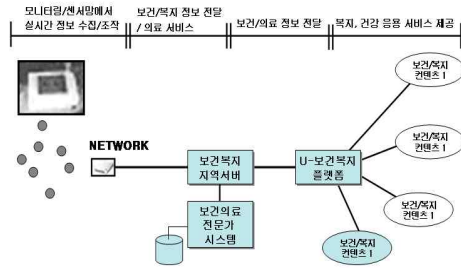 모니터링/센서망에서
실시간 정보 수집/조작
보건/복지 정보 전달
/ 의료 서비스
보건/의료 정보 전달
복지, 건강 응용 서비스 제공
NETWORK
보건복지
지역서버
보건의료
전문가
시스템
U-보건복지
플랫폼
보건/복지
컨텐츠 1
보건/복지
컨텐츠 1
보건/복지
컨텐츠 1
보건/복지
컨텐츠 1